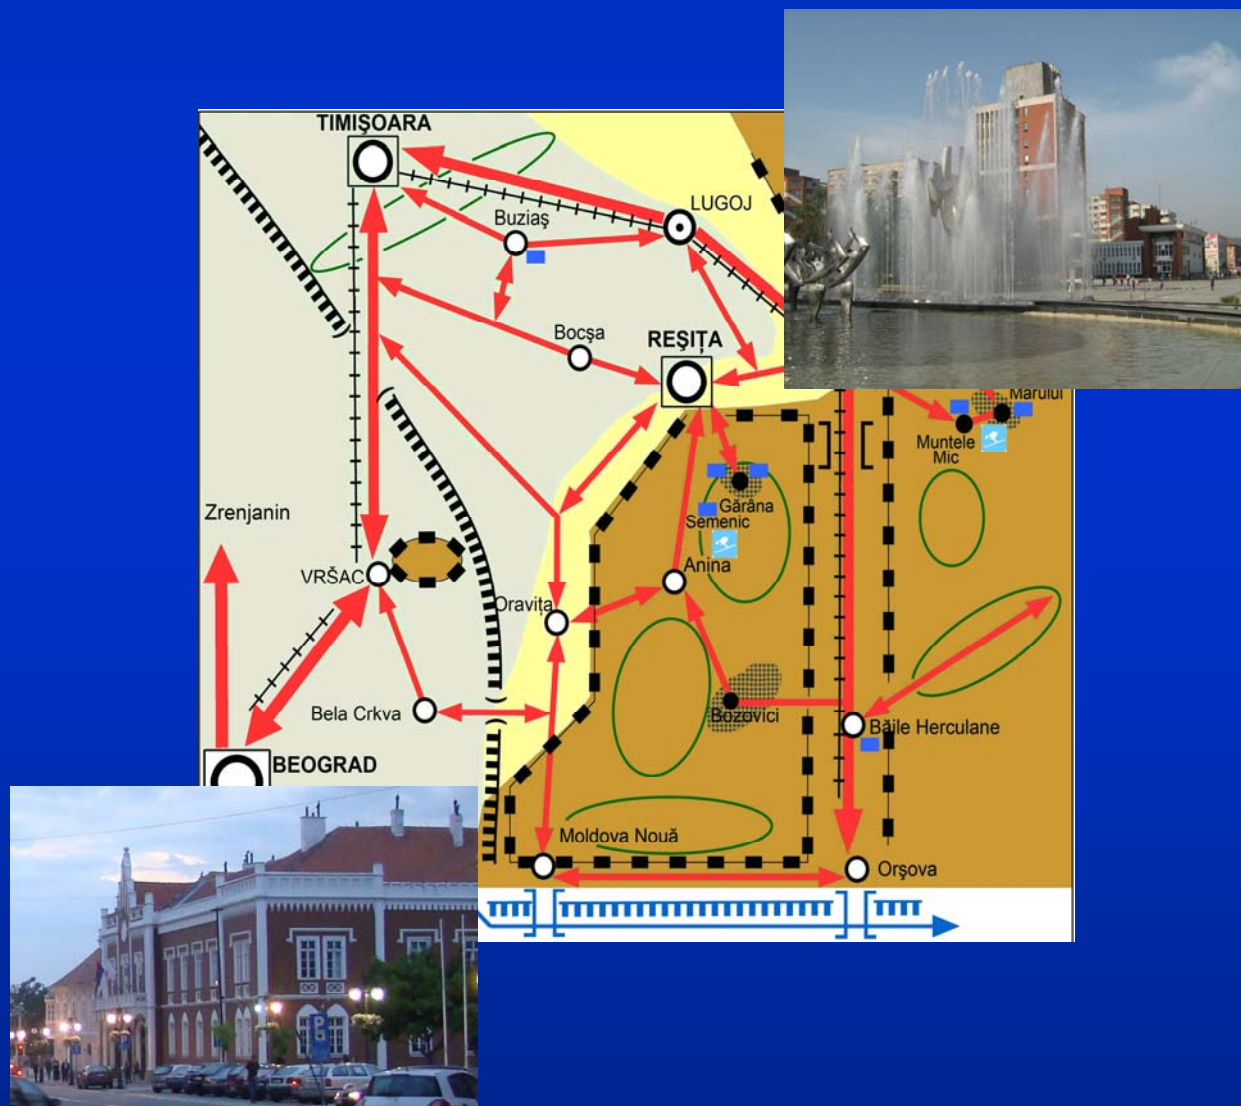 TIMIŞOARA
LUGOJ
Buziaş
Bocşa
REŞIŢA
Marului
Muntele
Mic
Gărâna
Semenic
Zrenjanin
Anina
VRŠAC
Oraviţa
Bela Crkva
Bozovici
Băile Herculane
BEOGRAD
Moldova Nouă
Orşova
P